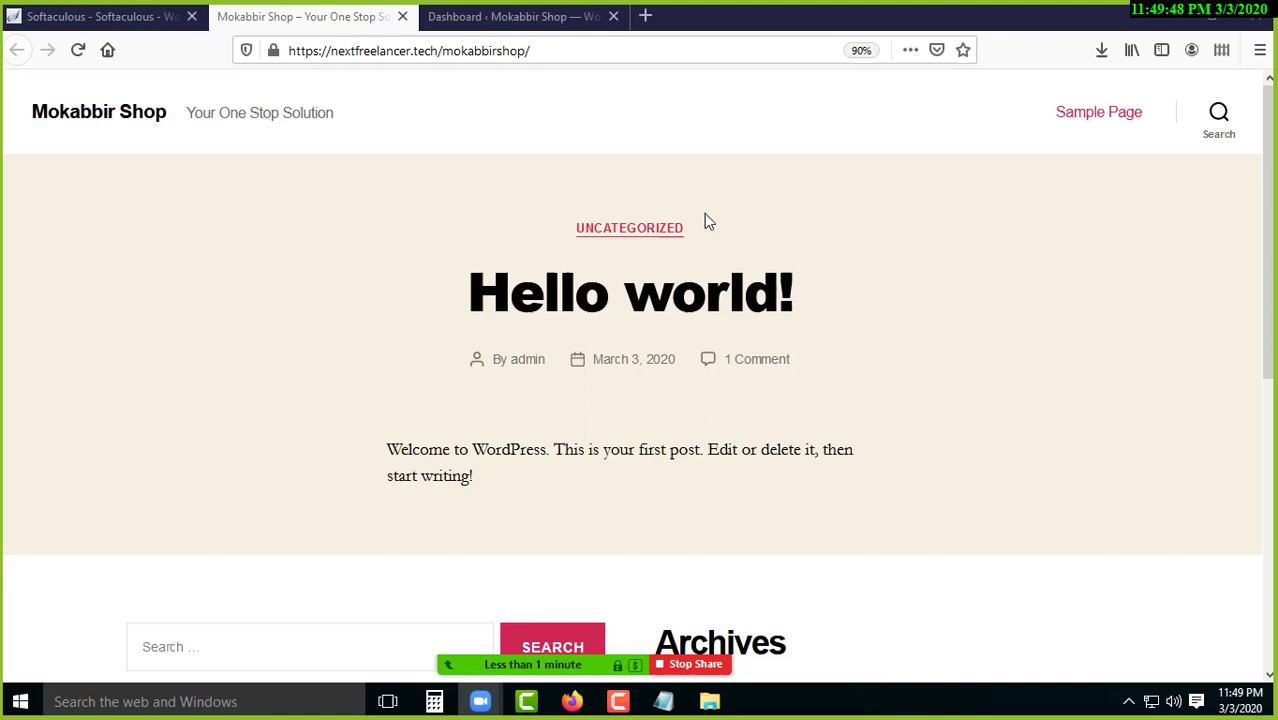 11:49:48 PM 3/3/2020
Softaculous - Softaculous - Wo
Mokabbir Shop – Your One Stop So
Dashboard ‹ Mokabbir Shop — Wo
https://nextfreelancer.tech/mokabbirshop/
90%
Mokabbir Shop
Your One Stop Solution
Sample Page
Search
UNCATEGORIZED
Hello world!
By admin
March 3, 2020
1 Comment
Welcome to WordPress. This is your first post. Edit or delete it, then
start writing!
Search …
SEARCH
Archives
Less than 1 minute
Stop Share
Search the web and Windows
11:49 PM
3/3/2020